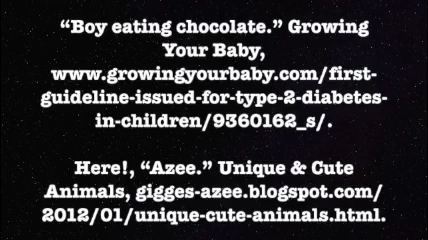 “Boy eating chocolate.” Growing
Your Baby,
www.growingyourbaby.com/first-
guideline-issued-for-type-2-diabetes-
in-children/9360162_s/.
Here!, “Azee.” Unique & Cute
Animals, gigges-azee.blogspot.com/
2012/01/unique-cute-animals.html.